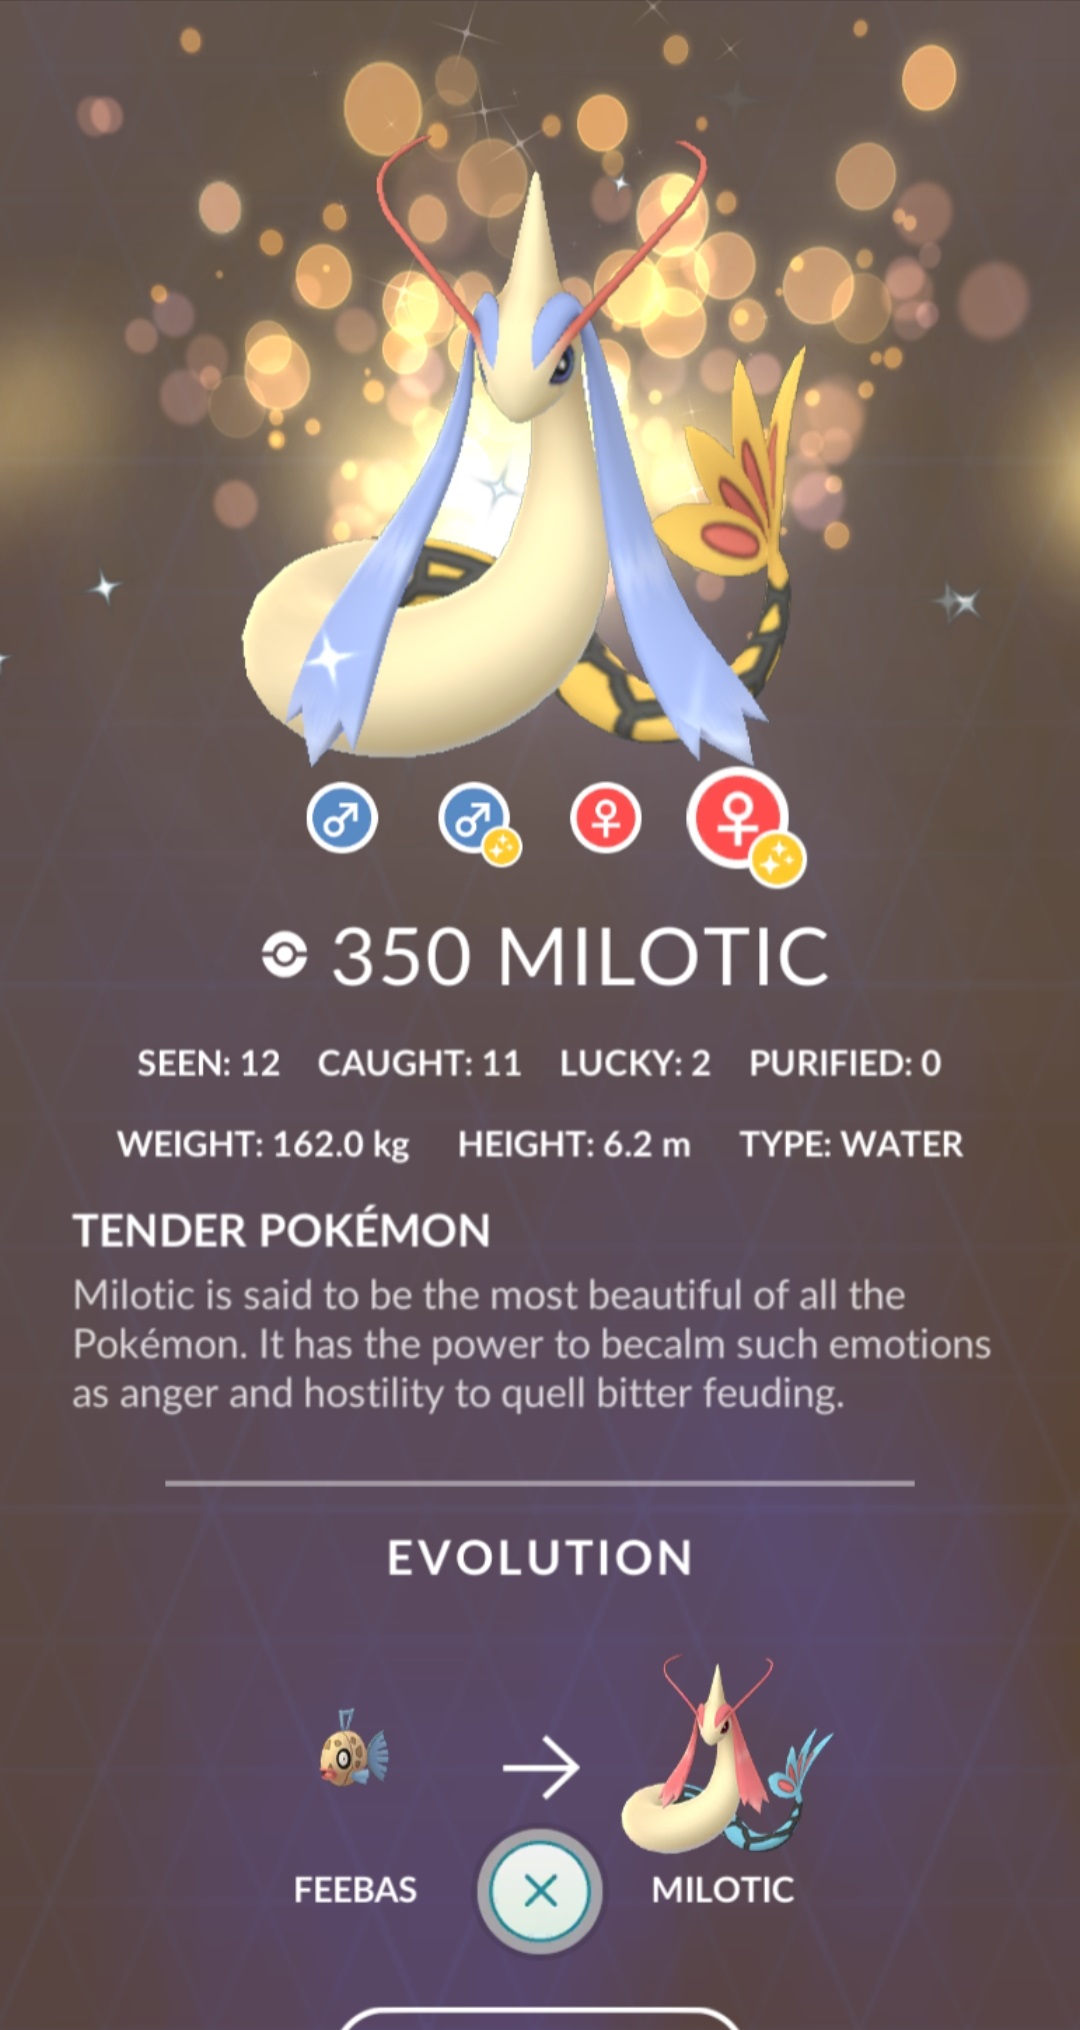 350 MILOTIC
SEEN: 12 CAUGHT: 11 LUCKY: 2 PURIFIED: 0
WEIGHT: 162.0 kg HEIGHT: 6.2 m TYPE: WATER
TENDER POKÉMON
Milotic is said to be the most beautiful of all the
Pokémon. It has the power to becalm such emotions
as anger and hostility to quell bitter feuding.
EVOLUTION
FEEBAS MILOTIC